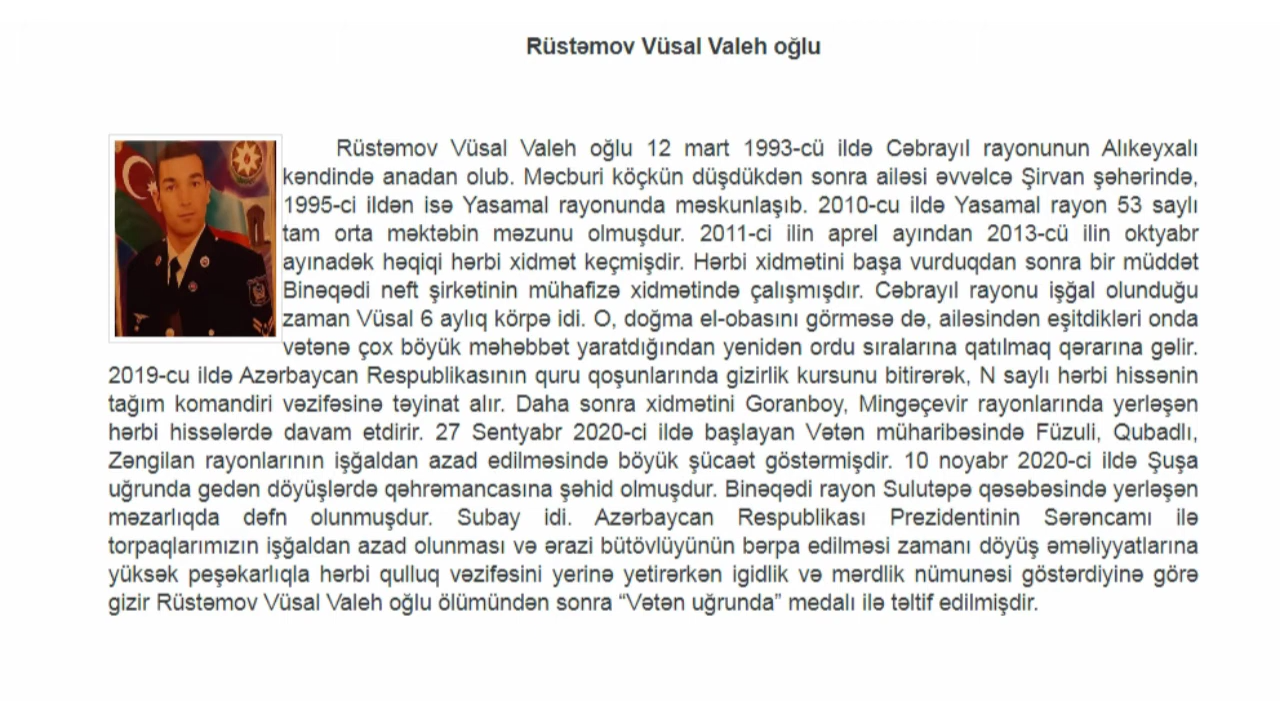 Rüstəmov Vüsal Valeh oğlu
Rüstəmov Vüsal Valeh oğlu 12 mart 1993-cü ildə Cəbrayıl rayonunun Alıkeyxalı
kəndində anadan olub. Məcburi köçkün düşdükdən sonra ailəsi əvvəlcə Şirvan şəhərində,
1995-ci ildən isə Yasamal rayonunda məskunlaşıb. 2010-cu ildə Yasamal rayon 53 saylı
tam orta məktəbin məzunu olmuşdur. 2011-ci ilin aprel ayından 2013-cü ilin oktyabr
ayınadək həqiqi hərbi xidmət keçmişdir. Hərbi xidmətini başa vurduqdan sonra bir müddət
Binəqədi neft şirkətinin mühafizə xidmətində çalışmışdır. Cəbrayıl rayonu işğal olunduğu
zaman Vüsal 6 aylıq körpə idi. O, doğma el-obasını görməsə də, ailəsindən eşitdikləri onda
vətənə çox böyük məhəbbət yaratdığından yenidən ordu sıralarına qatılmaq qərarına gəlir.
2019-cu ildə Azərbaycan Respublikasının quru qoşunlarında gizirlik kursunu bitirərək, N saylı hərbi hissənin
tağım komandiri vəzifəsinə təyinat alır. Daha sonra xidmətini Goranboy, Mingəçevir rayonlarında yerləşən
hərbi hissələrdə davam etdirir. 27 Sentyabr 2020-ci ildə başlayan Vətən müharibəsində Füzuli, Qubadlı,
Zəngilan rayonlarının işğaldan azad edilməsində böyük şücaət göstərmişdir. 10 noyabr 2020-ci ildə Şuşa
uğrunda gedən döyüşlərdə qəhrəmancasına şəhid olmuşdur. Binəqədi rayon Sulutəpə qəsəbəsində yerləşən
məzarlıqda dəfn olunmuşdur. Subay idi. Azərbaycan Respublikası Prezidentinin Sərəncamı ilə
torpaqlarımızın işğaldan azad olunması və ərazi bütövlüyünün bərpa edilməsi zamanı döyüş əməliyyatlarına
yüksək peşəkarlıqla hərbi qulluq vəzifəsini yerinə yetirərkən igidlik və mərdlik nümunəsi göstərdiyinə görə
gizir Rüstəmov Vüsal Valeh oğlu ölümündən sonra “Vətən uğrunda” medalı ilə təltif edilmişdir.